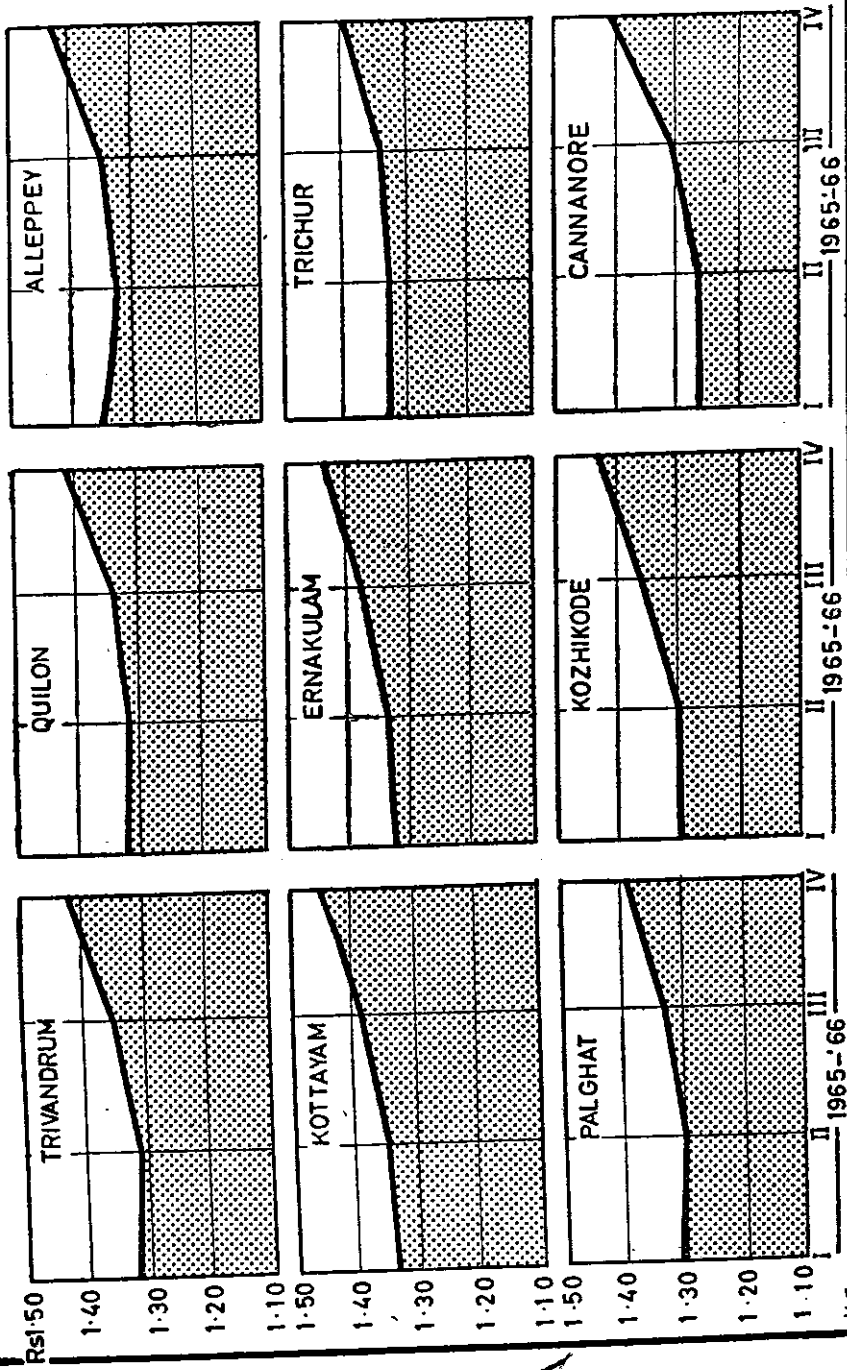 TRIVANDRUM
QUILON
ALLEPPEY
Rs1·50
1·40
1·30
1·20
1·10
KOTTAYAM
ERNAKULAM
TRICHUR
1·50
1·40
1·30
1·20
1·10
PALGHAT
KOZHIKODE
CANNANORE
1·50
1·40
1·30
1·20
1·10
I II III IV
1965-'66
I II III IV
1965-'66
I II III IV
1965-'66